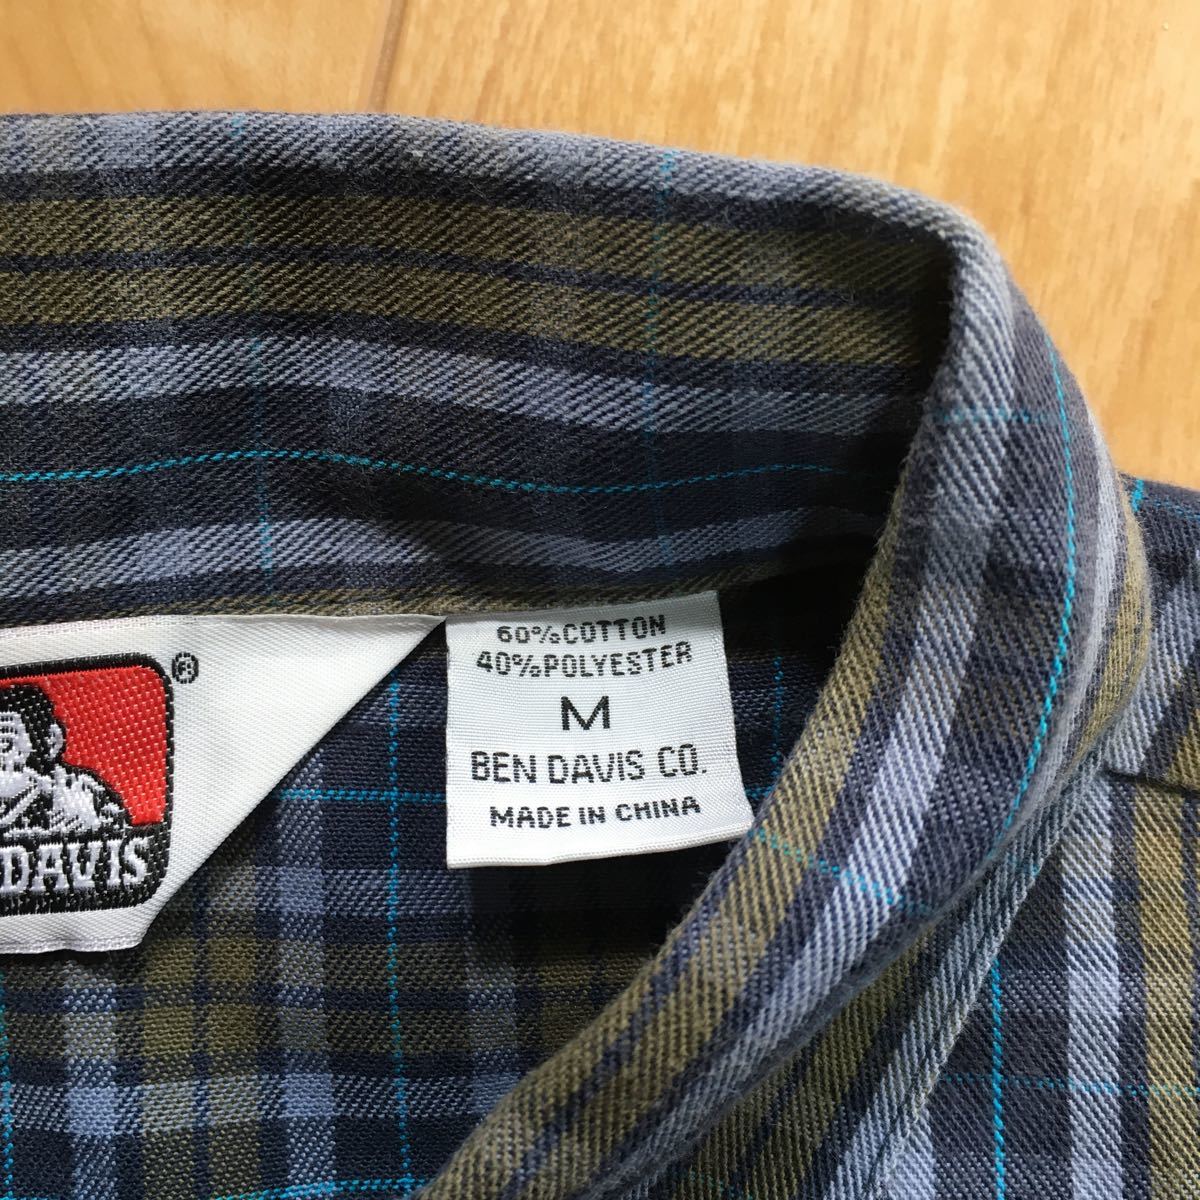 60%COTTON
40%POLYESTER
M
BEN DAVIS CO.
MADE IN CHINA
®
DAVIS